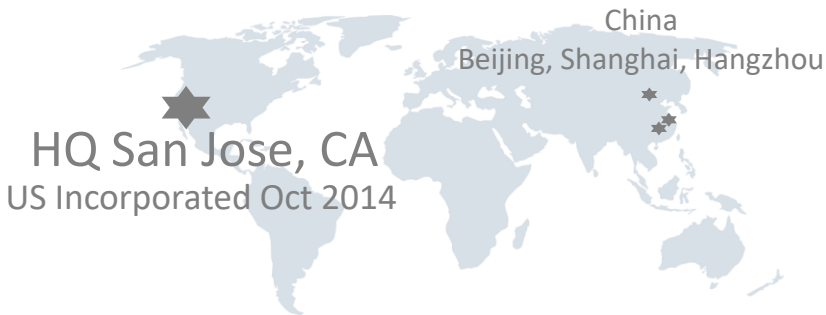 China
Beijing, Shanghai, Hangzhou
HQ San Jose, CA
US Incorporated Oct 2014